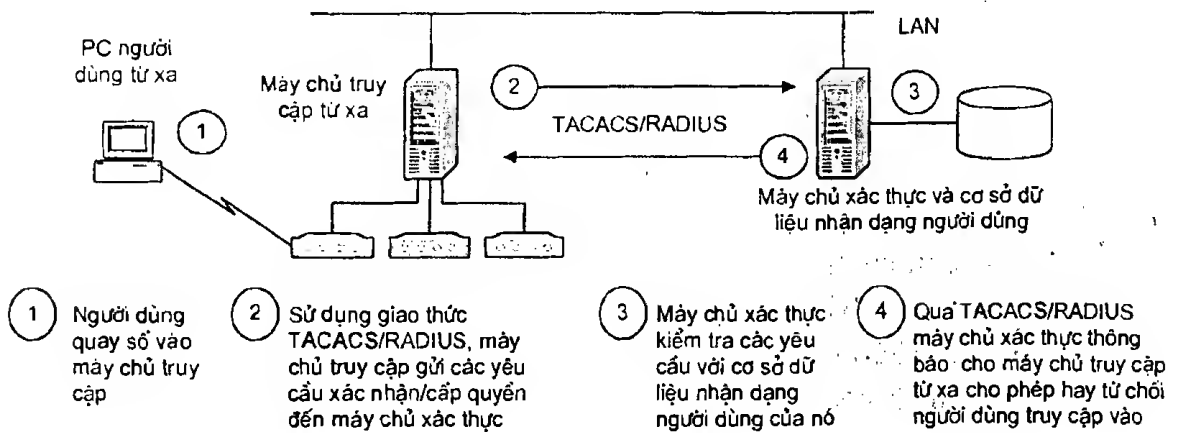 LAN
PC người
dùng từ xa
1
Máy chủ truy
cập từ xa
2
TACACS/RADIUS
4
3
Máy chủ xác thực và cơ sở dữ
liệu nhận dạng người dùng
1
Người dùng
quay số vào
máy chủ truy
cập
2
Sử dụng giao thức
TACACS/RADIUS, máy
chủ truy cập gửi các yêu
cầu xác nhận/cấp quyền
đến máy chủ xác thực
3
Máy chủ xác thực
kiểm tra các yêu
cầu với cơ sở dữ
liệu nhận dạng
người dùng của nó
4
Qua TACACS/RADIUS
máy chủ xác thực thông
báo cho máy chủ truy cập
từ xa cho phép hay từ chối
người dùng truy cập vào